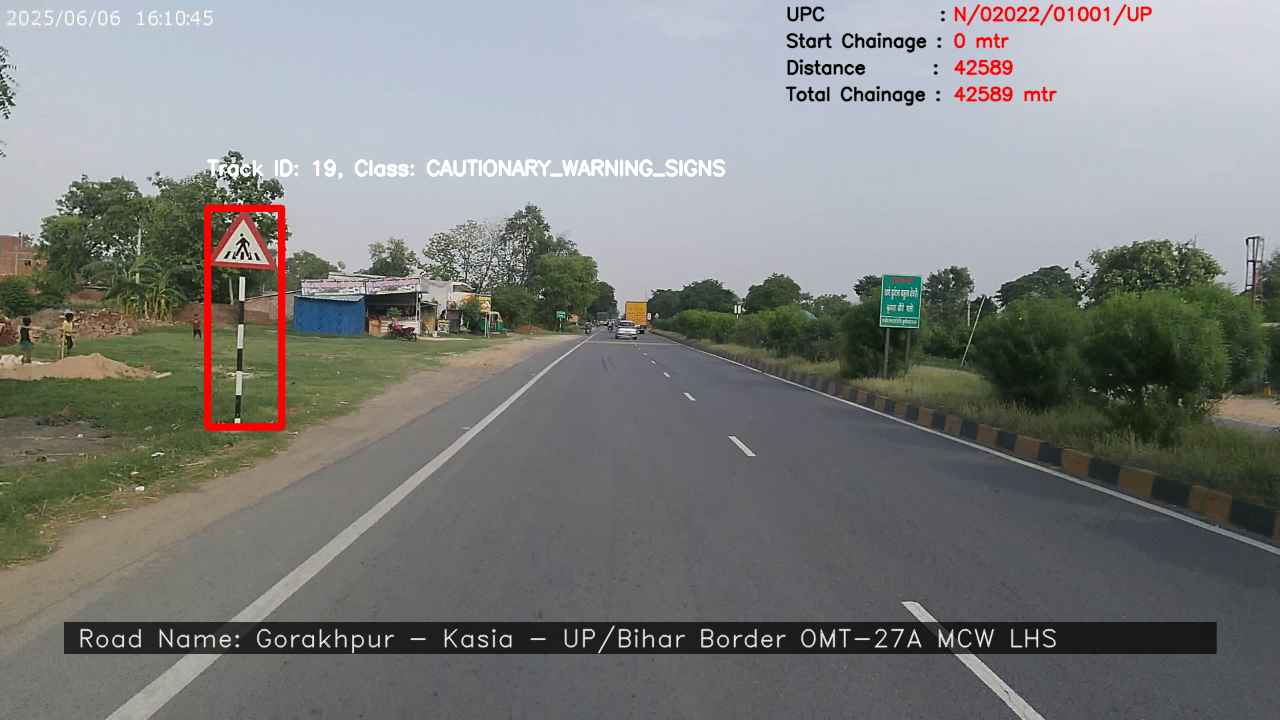 2025/06/06 16:10:45
UPC : N/02022/01001/UP
Start Chainage : 0 mtr
Distance : 42589
Total Chainage : 42589 mtr
Track ID: 19, Class: CAUTIONARY_WARNING_SIGNS
Road Name: Gorakhpur - Kasia - UP/Bihar Border OMT-27A MCW LHS